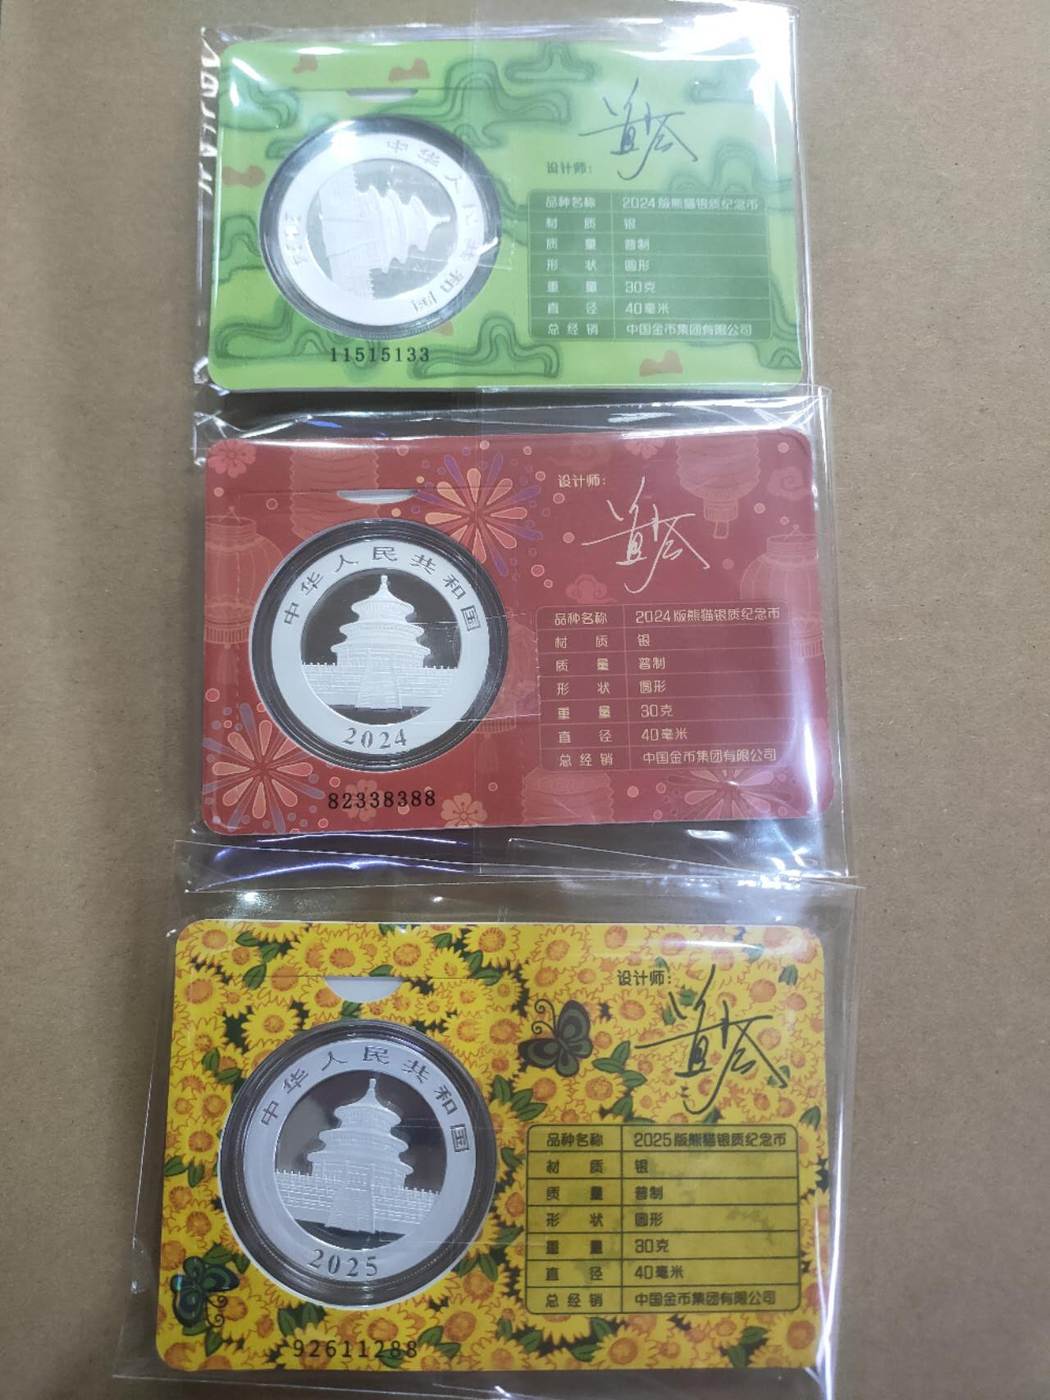 中华人民共和国
设计师:
品种名称 2024版熊猫银质纪念币
材质 银
质量 普制
形状 圆形
重量 30克
直径 40毫米
总经销 中国金币集团有限公司
11515133
设计师:
中华人民共和国
2024
品种名称 2024版熊猫银质纪念币
材质 银
质量 普制
形状 圆形
重量 30克
直径 40毫米
总经销 中国金币集团有限公司
82338388
设计师:
中华人民共和国
2025
品种名称 2025版熊猫银质纪念币
材质 银
质量 普制
形状 圆形
重量 30克
直径 40毫米
总经销 中国金币集团有限公司
92611288